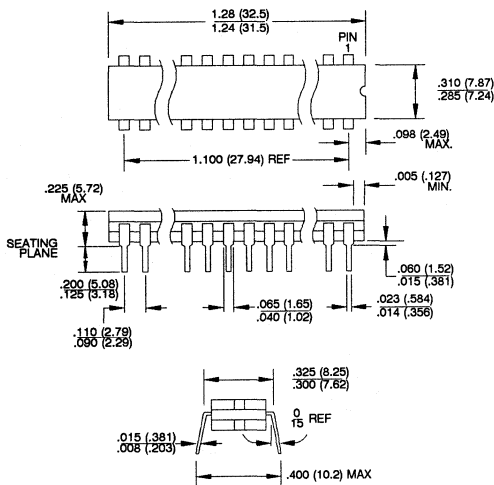 1.28 (32.5)
1.24 (31.5)
PIN
1
.310 (7.87)
.285 (7.24)
.098 (2.49)
MAX.
1.100 (27.94) REF
.005 (.127)
MIN.
.225 (5.72)
MAX
SEATING
PLANE
.200 (5.08)
.125 (3.18)
.060 (1.52)
.015 (.381)
.065 (1.65)
.040 (1.02)
.023 (.584)
.014 (.356)
.110 (2.79)
.090 (2.29)
.325 (8.25)
.300 (7.62)
0
15 REF
.015 (.381)
.008 (.203)
.400 (10.2) MAX